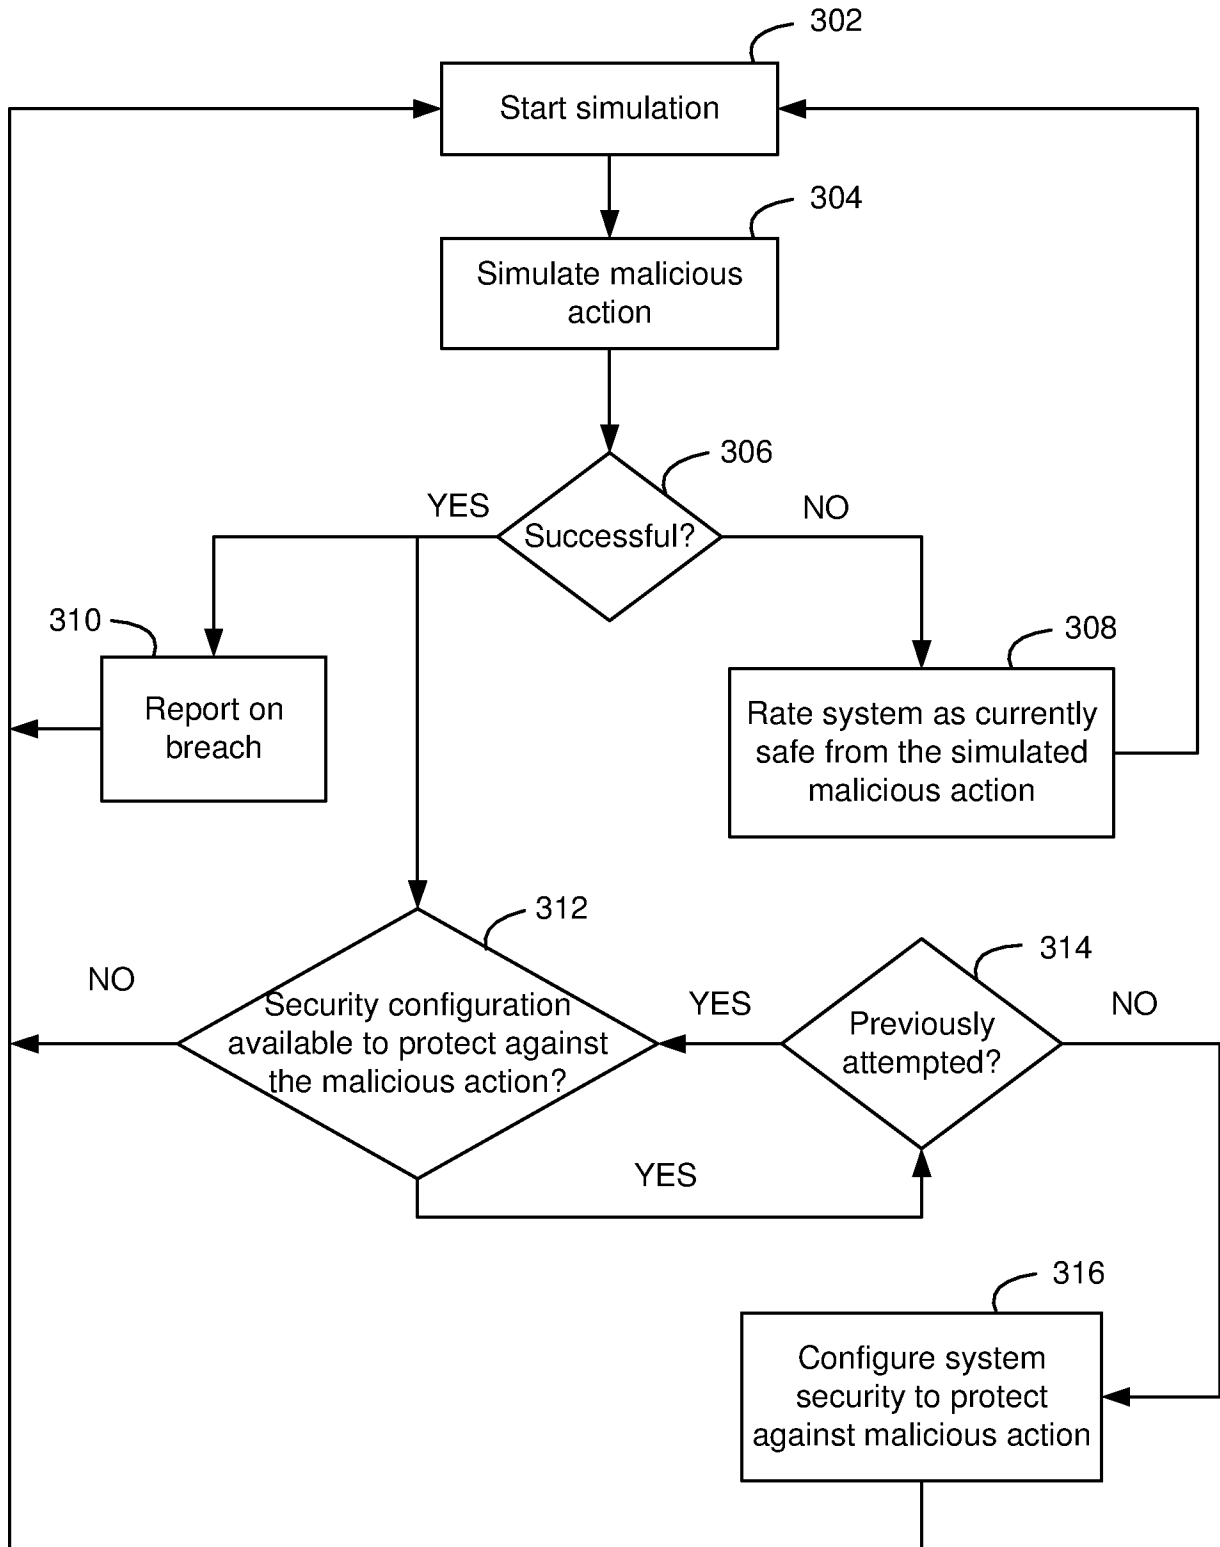 302
Start simulation
304
Simulate malicious
action
306
YES
NO
Successful?
310
308
Report on
breach
Rate system as currently
safe from the simulated
malicious action
312
314
NO
YES
NO
Security configuration
available to protect against
the malicious action?
Previously
attempted?
YES
316
Configure system
security to protect
against malicious action